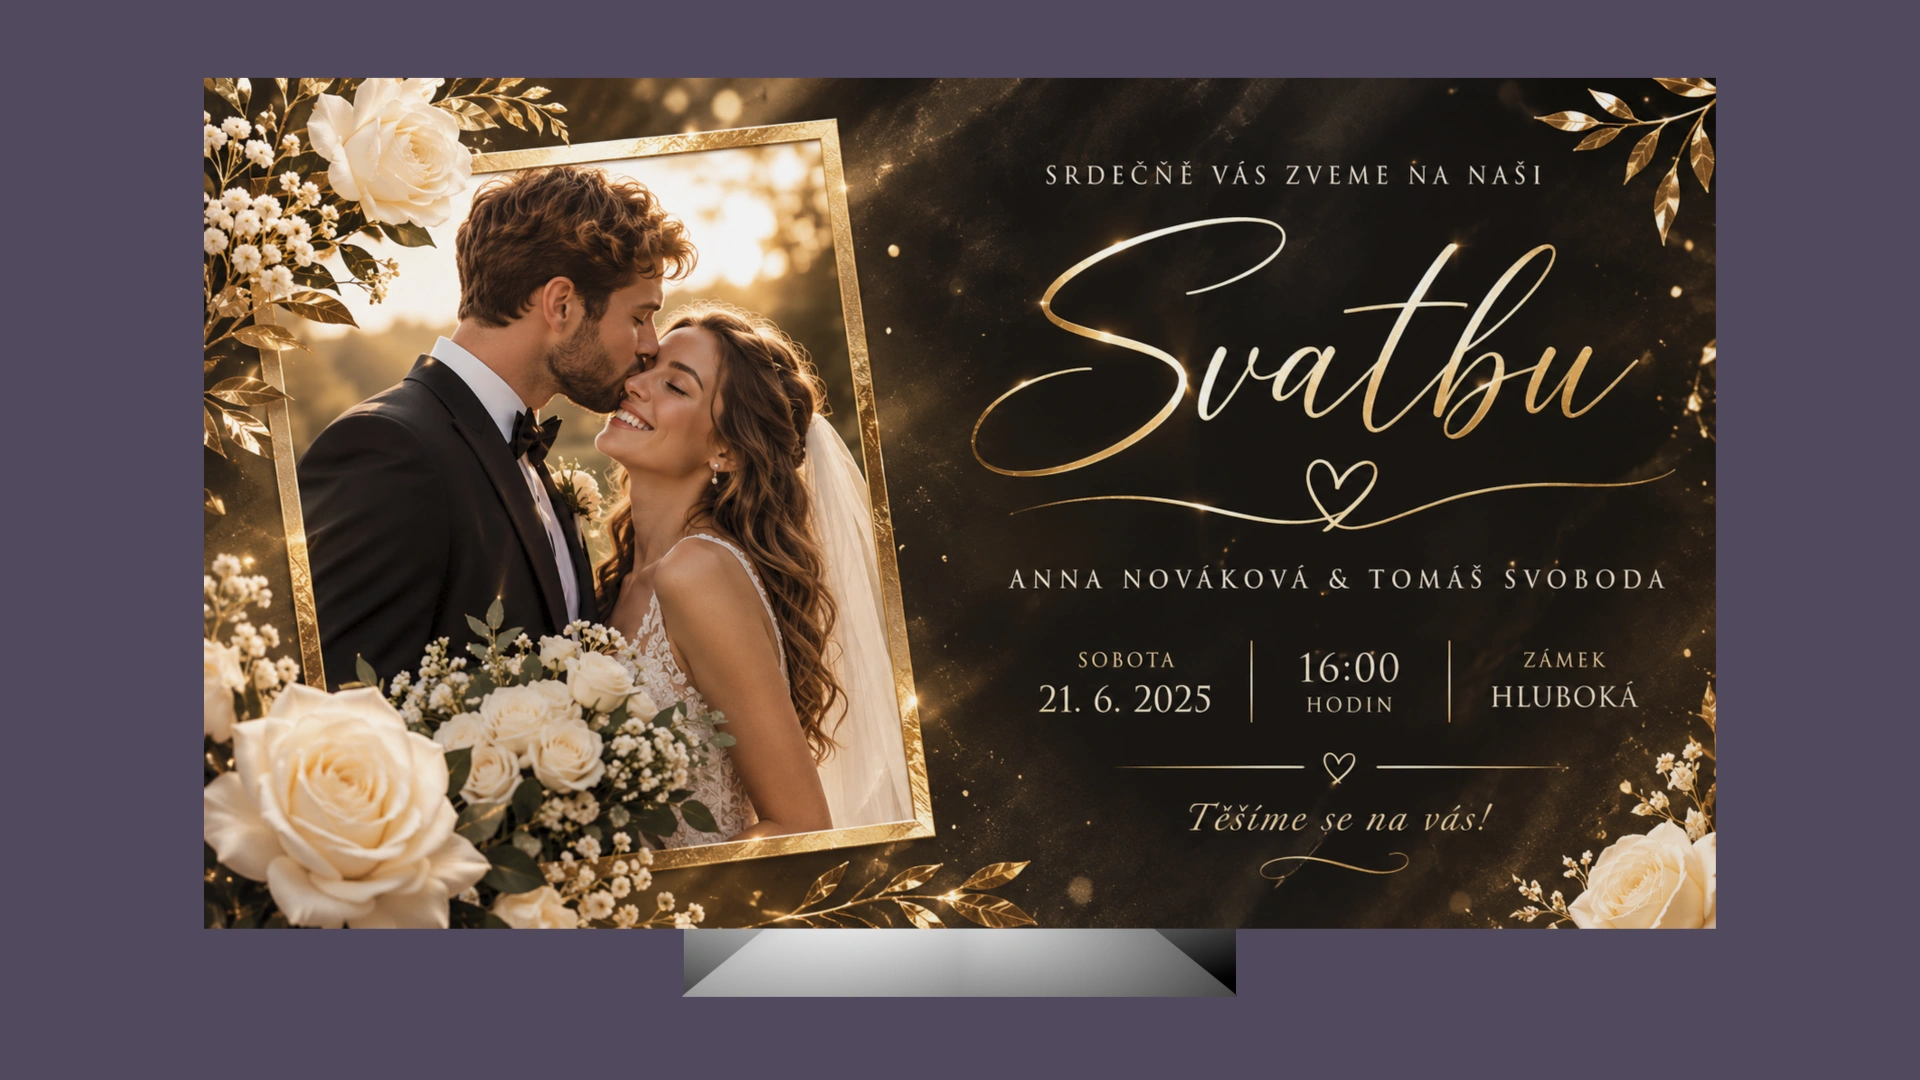 SRDEČŇĚ VÁS ZVEME NA NAŠI
Svatbu
ANNA NOVÁKOVÁ & TOMÁŠ SVOBODA
SOBOTA
21. 6. 2025
16:00
HODIN
ZÁMEK
HLUBOKÁ
Těšíme se na vás!